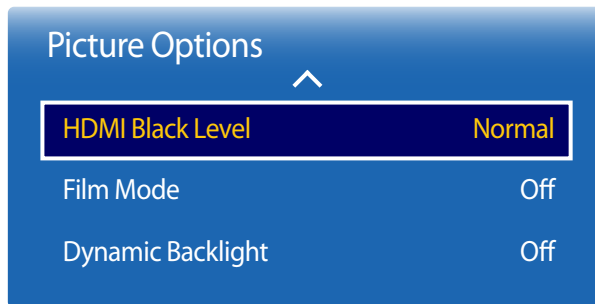 Picture Options
HDMI Black Level Normal
Film Mode Off
Dynamic Backlight Off